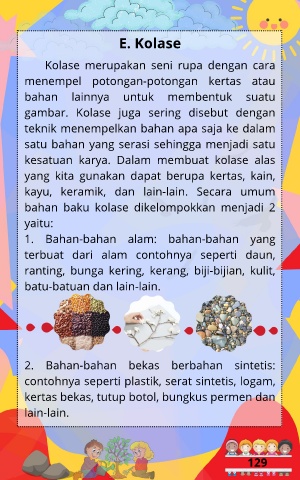 E. Kolase
Kolase merupakan seni rupa dengan cara
menempel potongan-potongan kertas atau
bahan lainnya untuk membentuk suatu
gambar. Kolase juga sering disebut dengan
teknik menempelkan bahan apa saja ke dalam
satu bahan yang serasi sehingga menjadi satu
kesatuan karya. Dalam membuat kolase alas
yang kita gunakan dapat berupa kertas, kain,
kayu, keramik, dan lain-lain. Secara umum
bahan baku kolase dikelompokkan menjadi 2
yaitu:
1. Bahan-bahan alam: bahan-bahan yang
terbuat dari alam contohnya seperti daun,
ranting, bunga kering, kerang, biji-bijian, kulit,
batu-batuan dan lain-lain.
2. Bahan-bahan bekas berbahan sintetis:
contohnya seperti plastik, serat sintetis, logam,
kertas bekas, tutup botol, bungkus permen dan
lain-lain.
129